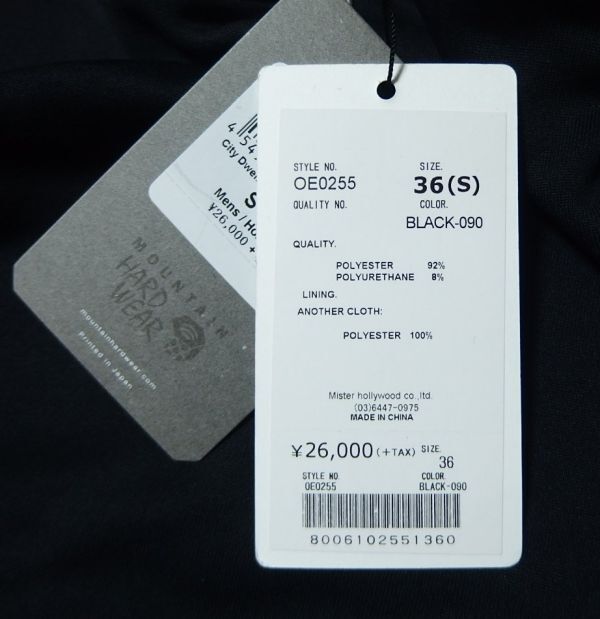 STYLE NO. SIZE.
OE0255 36(S)
QUALITY NO. COLOR.
BLACK-090
QUALITY.
POLYESTER 92%
POLYURETHANE 8%
LINING.
ANOTHER CLOTH:
POLYESTER 100%
Mister hollywood co.,ltd.
(03)6447-0975
MADE IN CHINA
¥26,000 (+TAX) SIZE.
36
STYLE NO COLOR
OE0255 BLACK-090
8006102551360
City
S
Mens /
¥26,000 +
MOUNTAIN
HARD
WEAR
mountainhardwear.com
printed in Japan